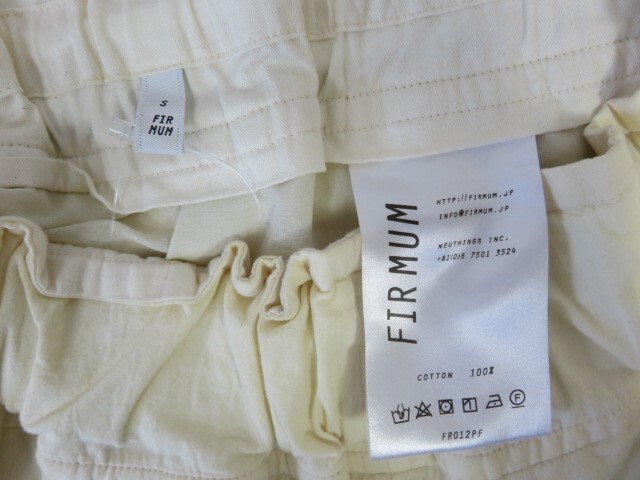 S
FIR
MUM
FIRMUM
HTTP://FIRMUM.JP
INFO@FIRMUM.JP
NEUTHINGS INC.
+81(0)6 7501 3524
COTTON 100%
F
FR012PF